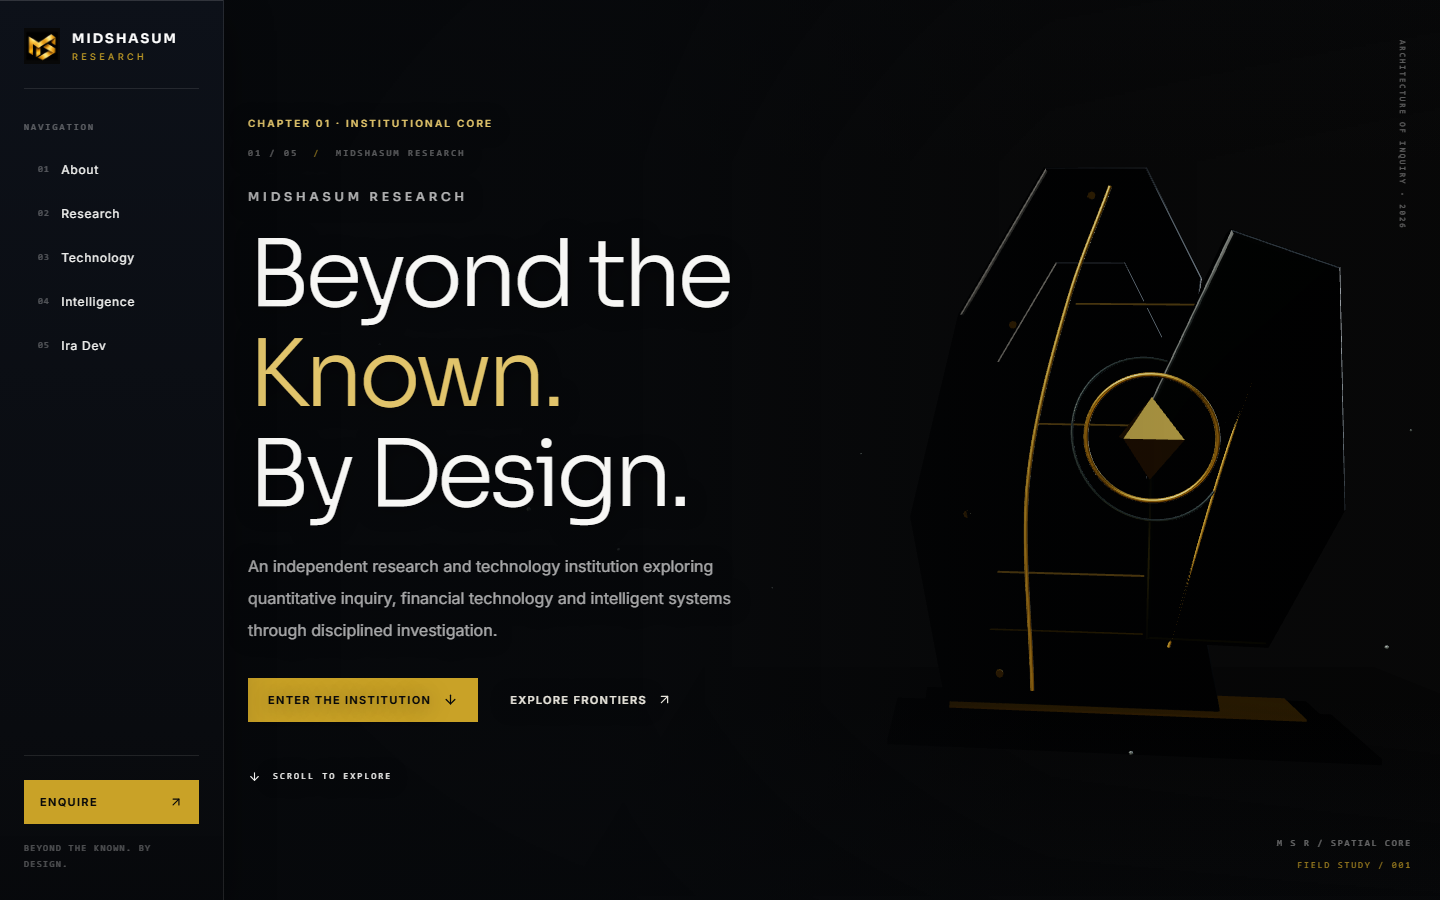 MIDSHASUM
RESEARCH
NAVIGATION
01 About
02 Research
03 Technology
04 Intelligence
05 Ira Dev
ENQUIRE
BEYOND THE KNOWN. BY
DESIGN.
CHAPTER 01 · INSTITUTIONAL CORE
01 / 05 / MIDSHASUM RESEARCH
MIDSHASUM RESEARCH
Beyond the
Known.
By Design.
An independent research and technology institution exploring
quantitative inquiry, financial technology and intelligent systems
through disciplined investigation.
ENTER THE INSTITUTION ↓
EXPLORE FRONTIERS ↗
↓ SCROLL TO EXPLORE
ARCHITECTURE OF INQUIRY · 2026
M S R / SPATIAL CORE
FIELD STUDY / 001